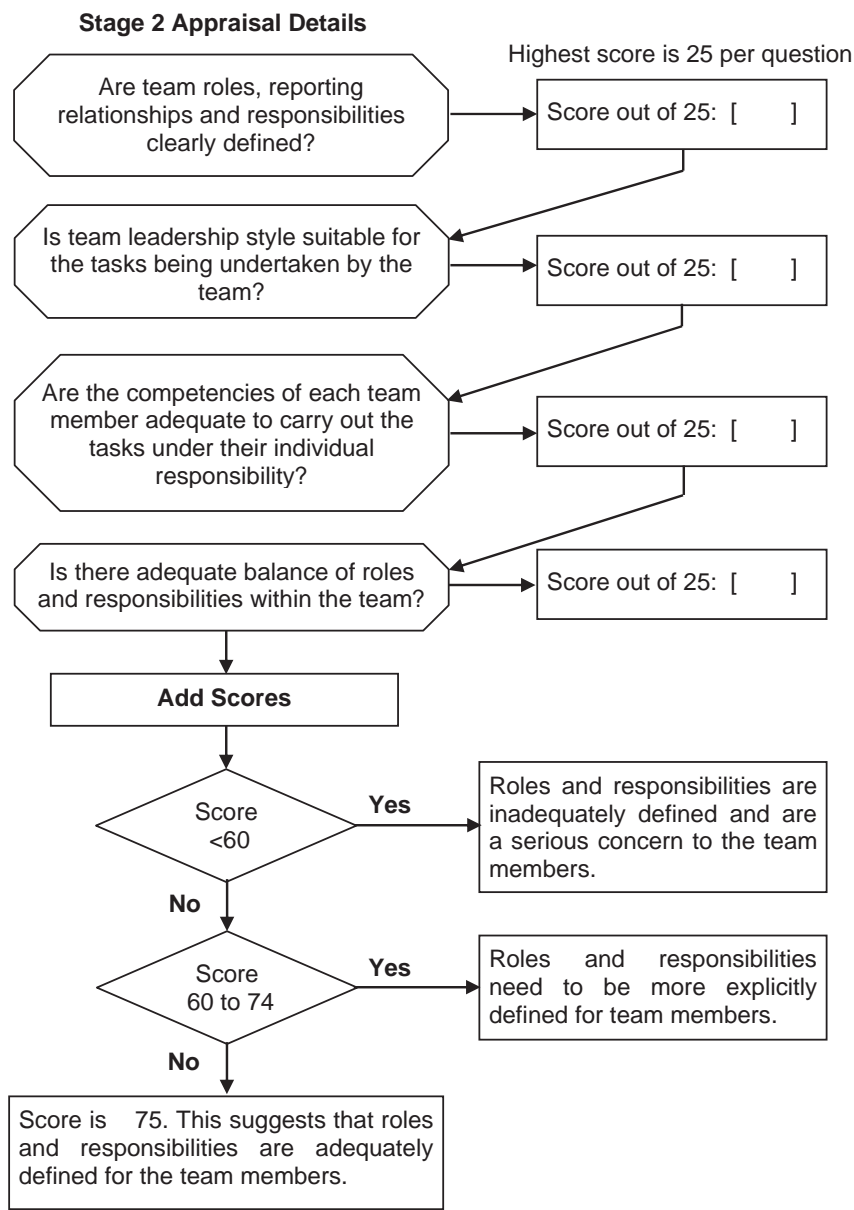 Stage 2 Appraisal Details
Highest score is 25 per question
Are team roles, reporting
relationships and responsibilities
clearly defined?
Score out of 25: [ ]
Is team leadership style suitable for
the tasks being undertaken by the
team?
Score out of 25: [ ]
Are the competencies of each team
member adequate to carry out the
tasks under their individual
responsibility?
Score out of 25: [ ]
Is there adequate balance of roles
and responsibilities within the team?
Score out of 25: [ ]
Add Scores
Score
<60
Yes
Roles and responsibilities are
inadequately defined and are
a serious concern to the team
members.
No
Score
60 to 74
Yes
Roles and responsibilities
need to be more explicitly
defined for team members.
No
Score is 75. This suggests that roles
and responsibilities are adequately
defined for the team members.